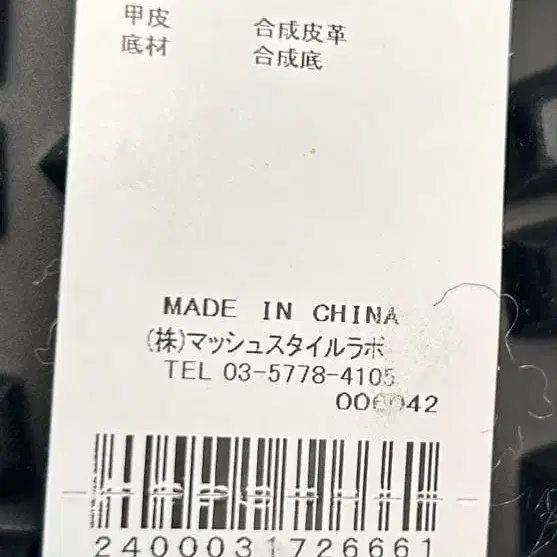 甲皮 合成皮革
底材 合成底
MADE IN CHINA
(株)マッシュスタイルラボ
TEL 03-5778-4105
006042
2400031726661